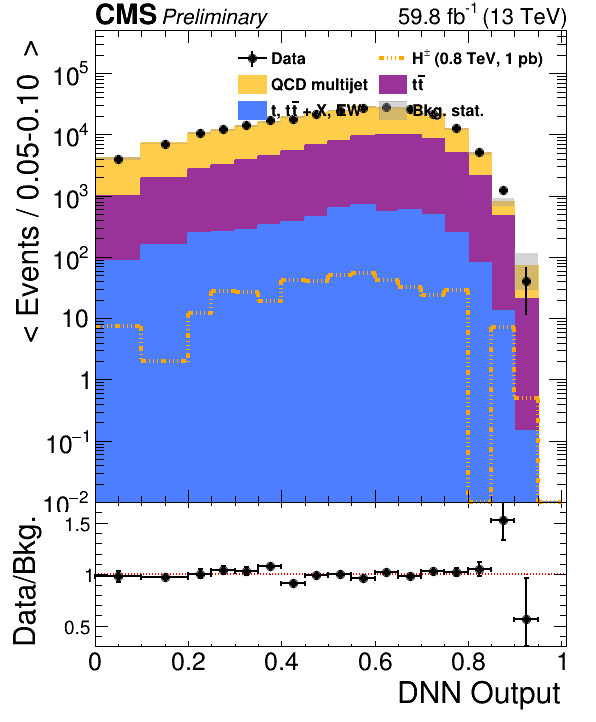 CMS Preliminary 59.8 fb⁻¹ (13 TeV)
Data H± (0.8 TeV, 1 pb)
QCD multijet tt̄
t, tt̄ + X, EW Bkg. stat.
< Events / 0.05-0.10 >
10⁵
10⁴
10³
10²
10
1
10⁻¹
10⁻²
Data/Bkg.
1.5
1
0.5
0 0.2 0.4 0.6 0.8 1
DNN Output